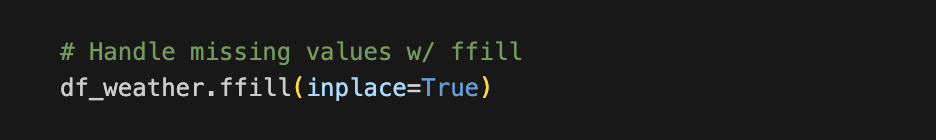 # Handle missing values w/ ffill
df_weather.ffill(inplace=True)